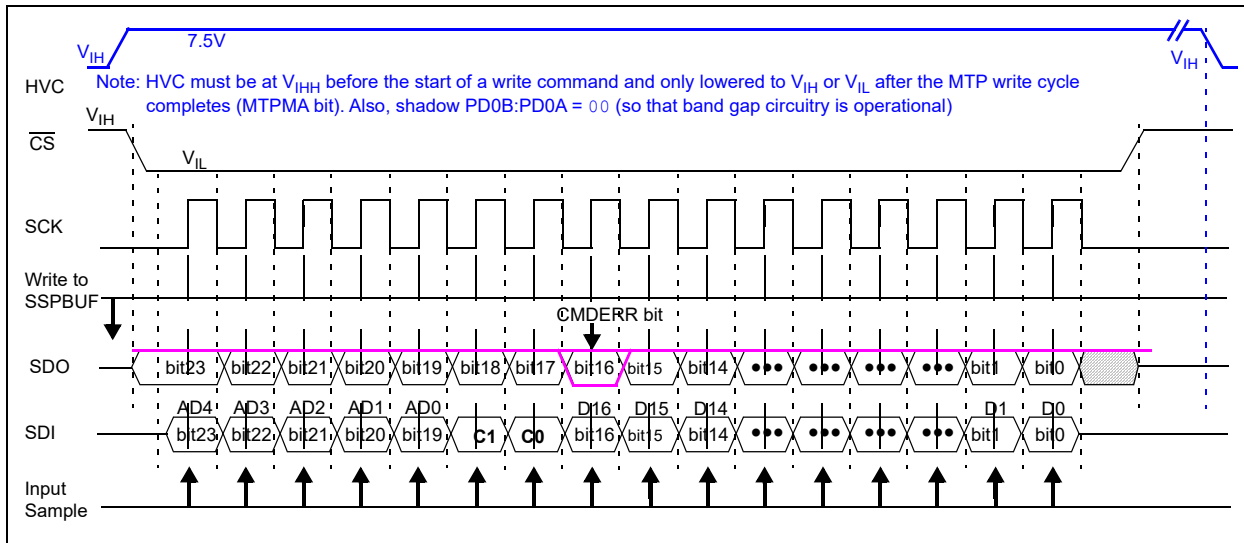 7.5V
VIH
VIH
HVC
Note: HVC must be at VIHH before the start of a write command and only lowered to VIH or VIL after the MTP write cycle
completes (MTPMA bit). Also, shadow PD0B:PD0A = 00 (so that band gap circuitry is operational)
VIH
CS
VIL
SCK
Write to
SSPBUF
CMDERR bit
SDO
bit23 bit22 bit21 bit20 bit19 bit18 bit17 bit16 bit15 bit14 ••• ••• ••• ••• bit1 bit0
AD4 AD3 AD2 AD1 AD0 D16 D15 D14 D1 D0
SDI
bit23 bit22 bit21 bit20 bit19 C1 C0 bit16 bit15 bit14 ••• ••• ••• ••• bit1 bit0
Input
Sample